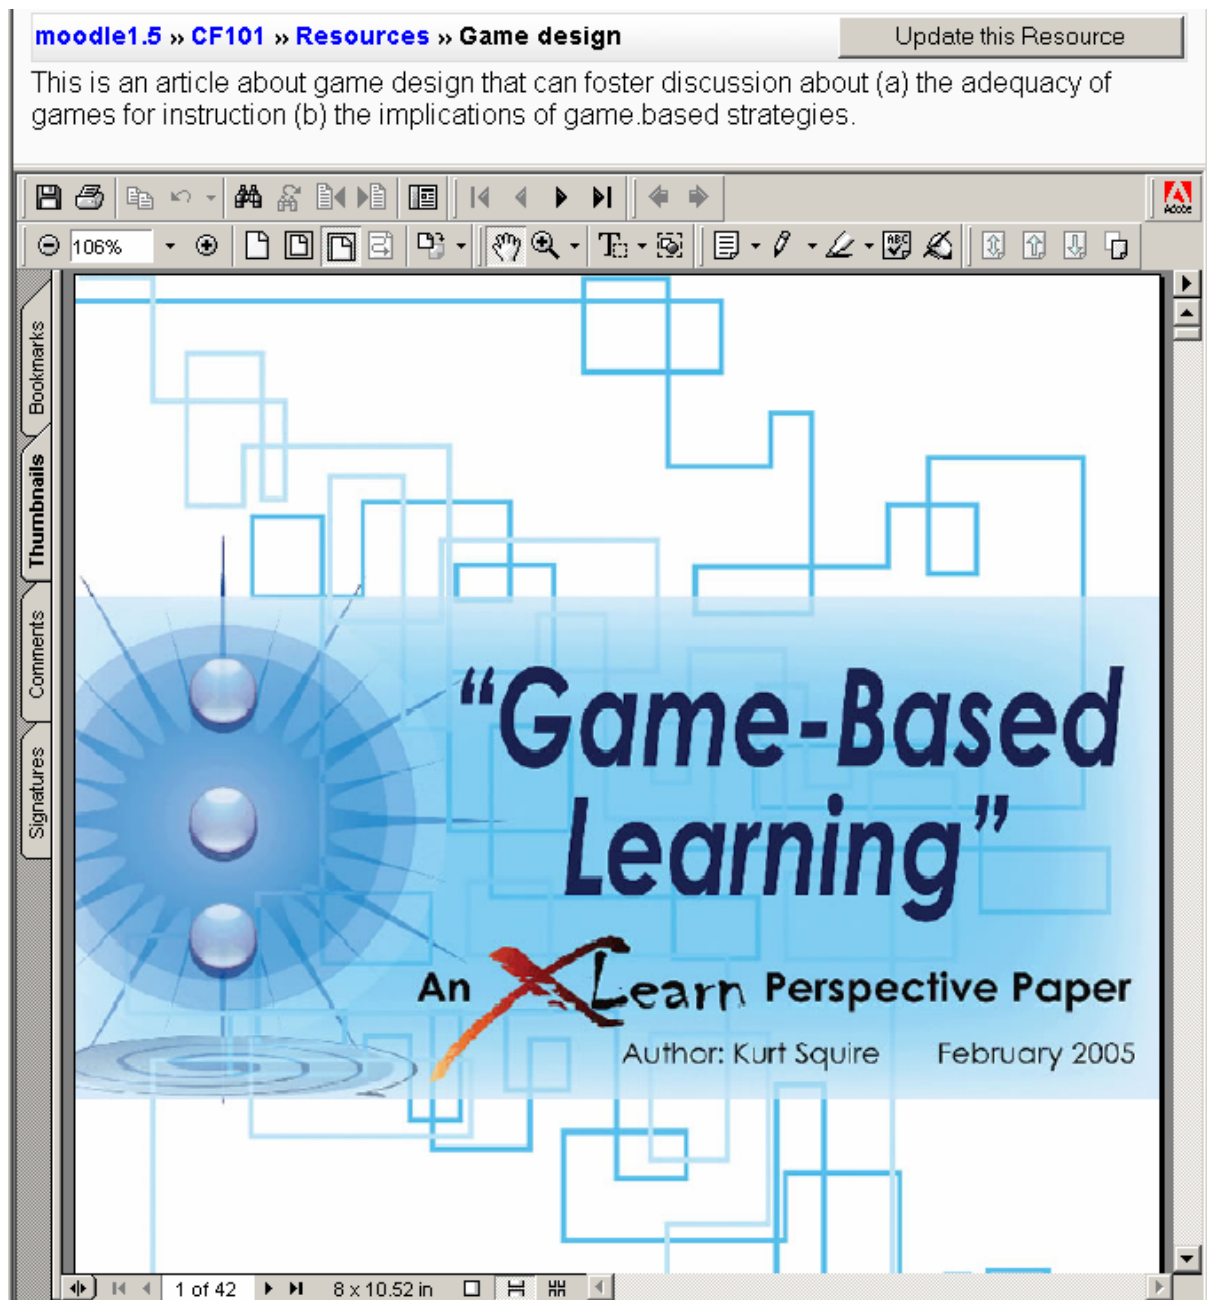 moodle1.5 » CF101 » Resources » Game design
Update this Resource
This is an article about game design that can foster discussion about (a) the adequacy of
games for instruction (b) the implications of game.based strategies.
Adobe
106%
ABC
Bookmarks
Thumbnails
Comments
Signatures
“Game-Based
Learning”
An XLearn Perspective Paper
Author: Kurt Squire February 2005
1 of 42
8 x 10.52 in